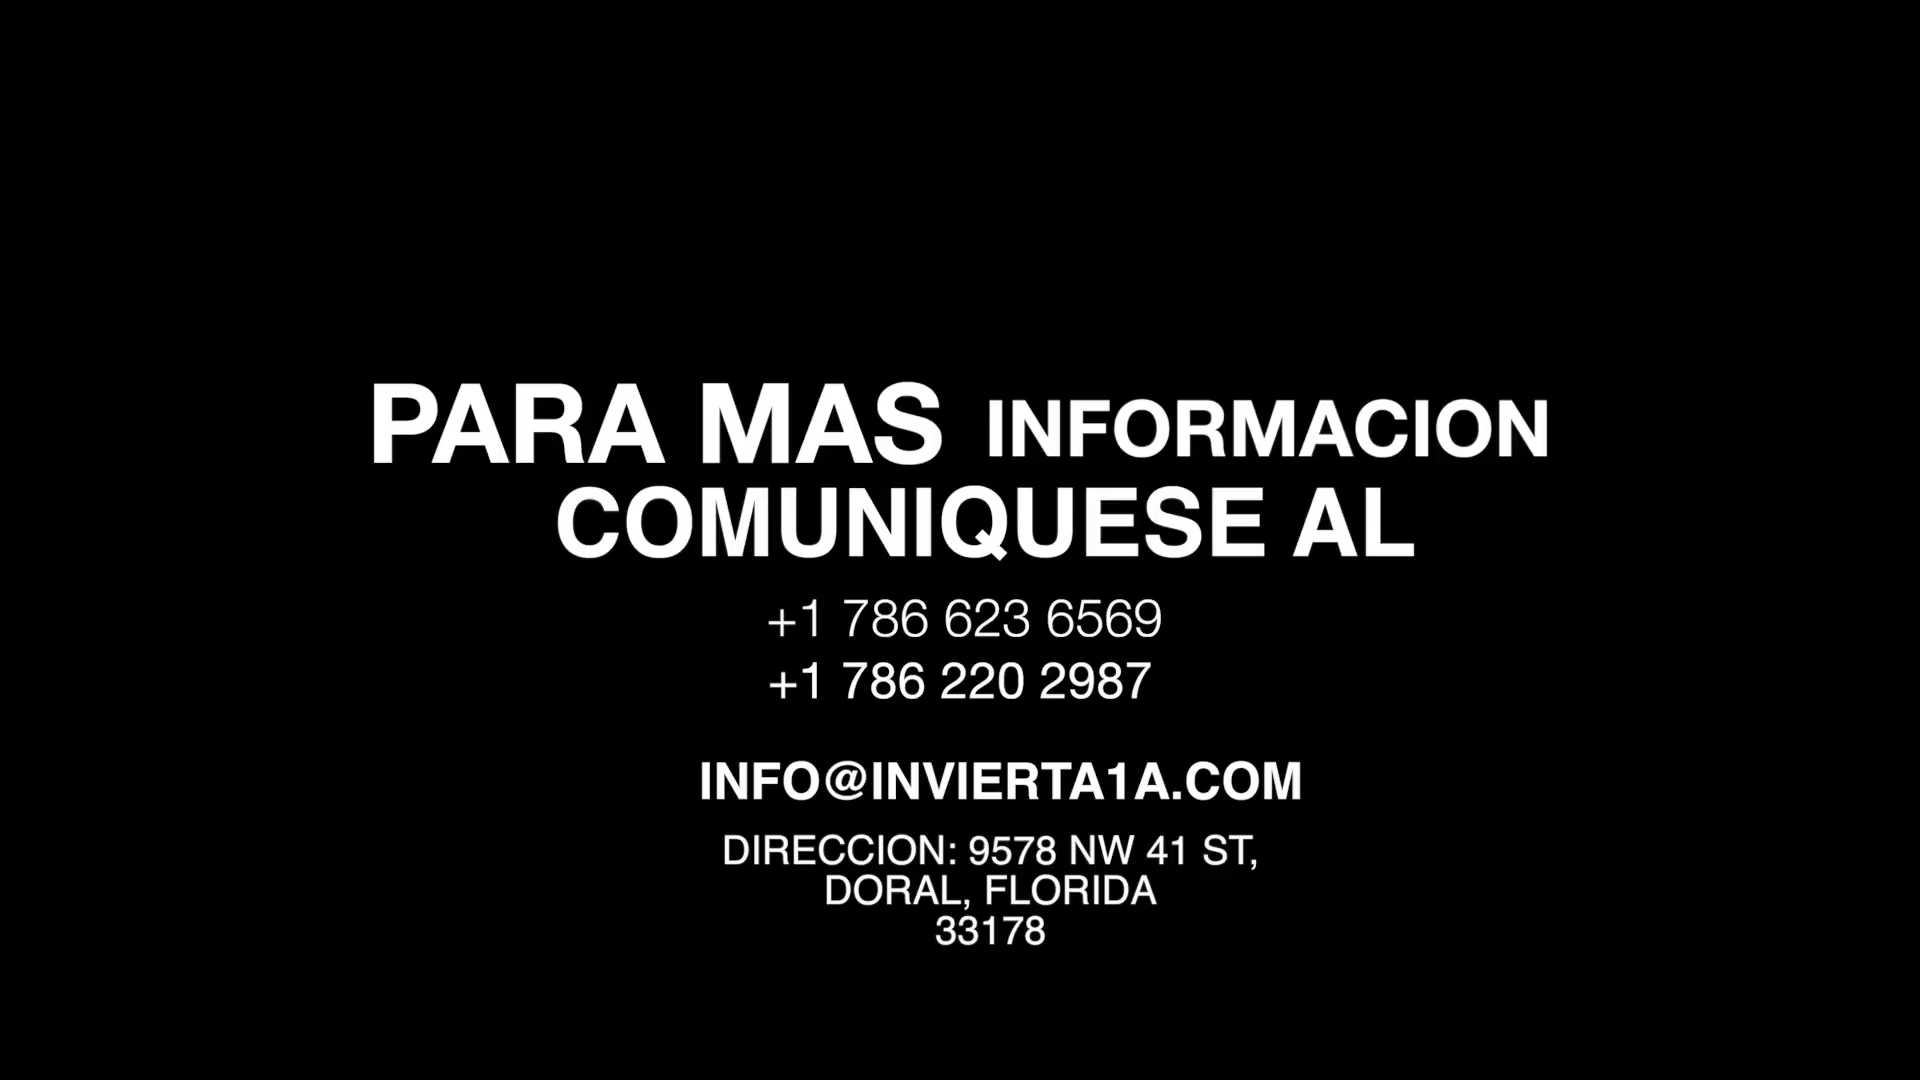 PARA MAS INFORMACION
COMUNIQUESE AL
+1 786 623 6569
+1 786 220 2987
INFO@INVIERTA1A.COM
DIRECCION: 9578 NW 41 ST,
DORAL, FLORIDA
33178